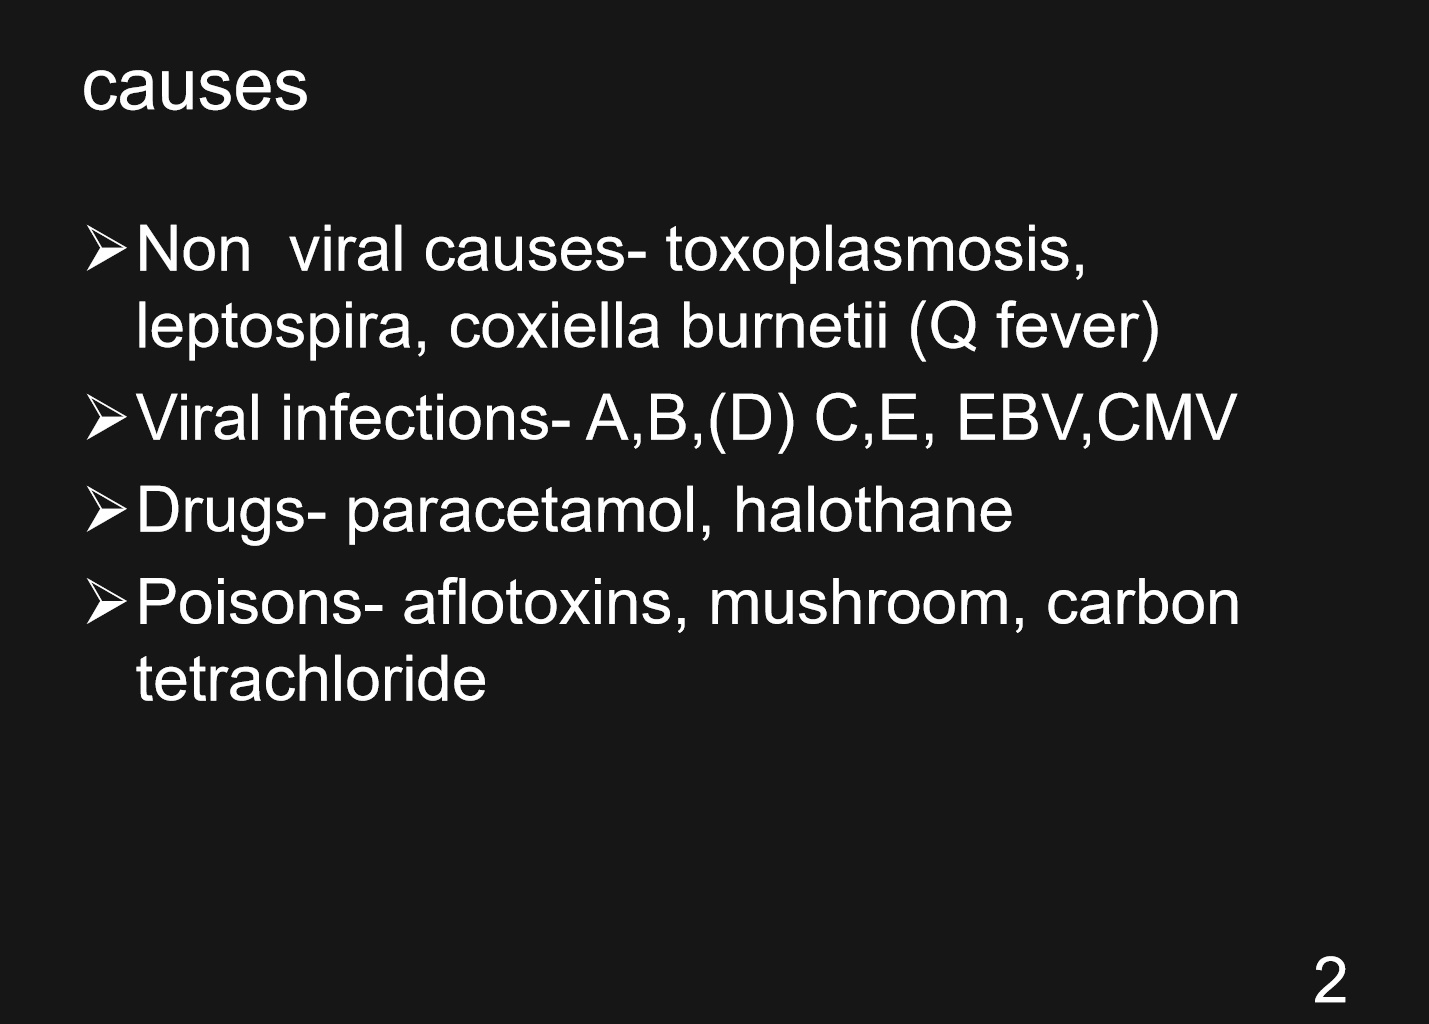 causes
➢Non  viral causes- toxoplasmosis,
leptospira, coxiella burnetii (Q fever)
➢Viral infections- A,B,(D) C,E, EBV,CMV
➢Drugs- paracetamol, halothane
➢Poisons- aflotoxins, mushroom, carbon
tetrachloride
2